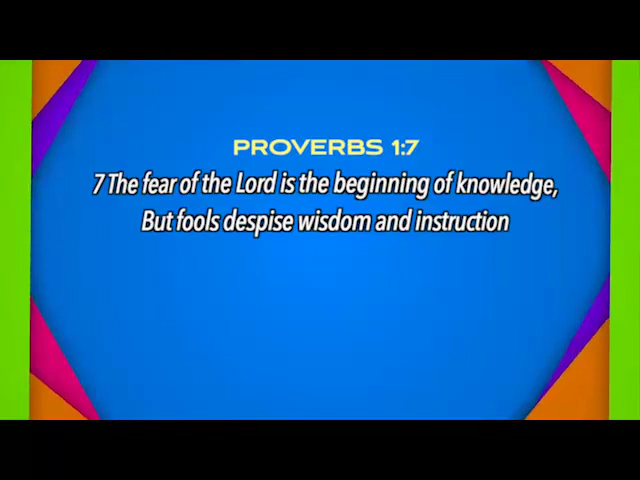 PROVERBS 1:7
7 The fear of the Lord is the beginning of knowledge,
But fools despise wisdom and instruction